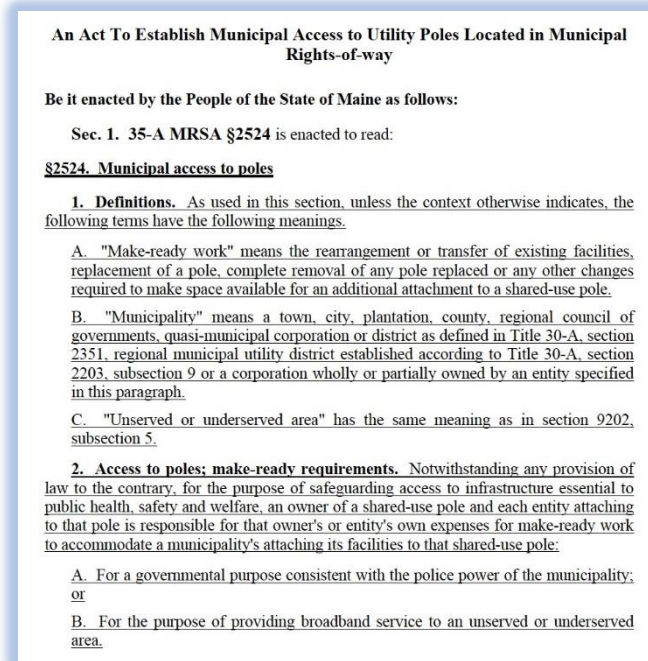 An Act To Establish Municipal Access to Utility Poles Located in Municipal
Rights-of-way
Be it enacted by the People of the State of Maine as follows:
Sec. 1. 35-A MRSA §2524 is enacted to read:
§2524. Municipal access to poles
1. Definitions. As used in this section, unless the context otherwise indicates, the
following terms have the following meanings.
A. "Make-ready work" means the rearrangement or transfer of existing facilities,
replacement of a pole, complete removal of any pole replaced or any other changes
required to make space available for an additional attachment to a shared-use pole.
B. "Municipality" means a town, city, plantation, county, regional council of
governments, quasi-municipal corporation or district as defined in Title 30-A, section
2351, regional municipal utility district established according to Title 30-A, section
2203, subsection 9 or a corporation wholly or partially owned by an entity specified
in this paragraph.
C. "Unserved or underserved area" has the same meaning as in section 9202,
subsection 5.
2. Access to poles; make-ready requirements. Notwithstanding any provision of
law to the contrary, for the purpose of safeguarding access to infrastructure essential to
public health, safety and welfare, an owner of a shared-use pole and each entity attaching
to that pole is responsible for that owner's or entity's own expenses for make-ready work
to accommodate a municipality's attaching its facilities to that shared-use pole:
A. For a governmental purpose consistent with the police power of the municipality;
or
B. For the purpose of providing broadband service to an unserved or underserved
area.